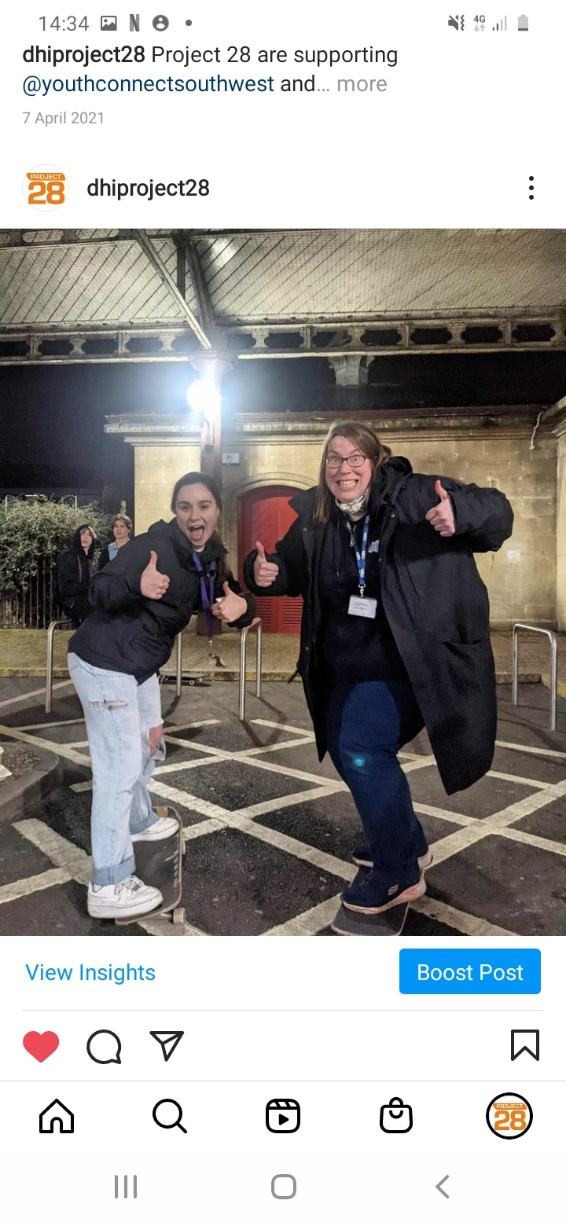 14:34
4G
dhiproject28 Project 28 are supporting
@youthconnectsouthwest and... more
7 April 2021
PROJECT
28
dhiproject28
View Insights
Boost Post
PROJECT
28